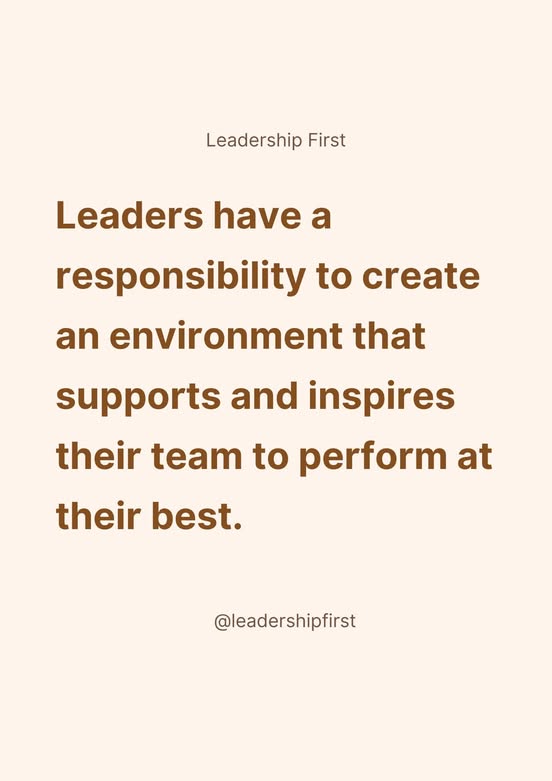 Leadership First
Leaders have a
responsibility to create
an environment that
supports and inspires
their team to perform at
their best.
@leadershipfirst